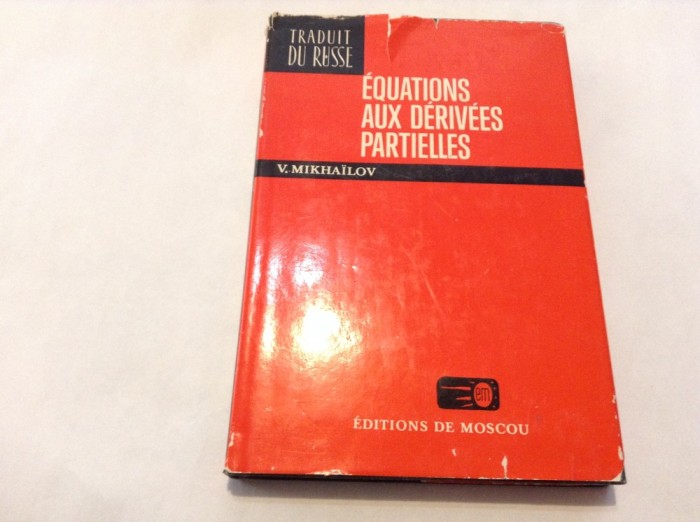 TRADUIT
DU RUSSE
ÉQUATIONS
AUX DÉRIVÉES
PARTIELLES
V. MIKHAÏLOV
em
ÉDITIONS DE MOSCOU